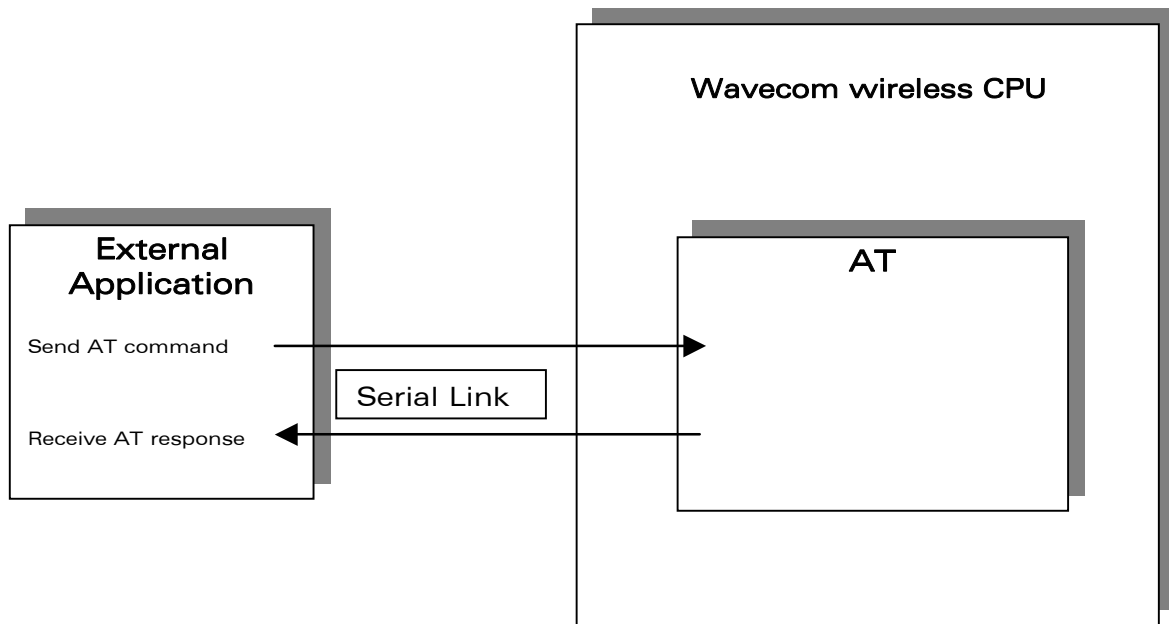 Wavecom wireless CPU
External
Application
AT
Send AT command
Serial Link
Receive AT response